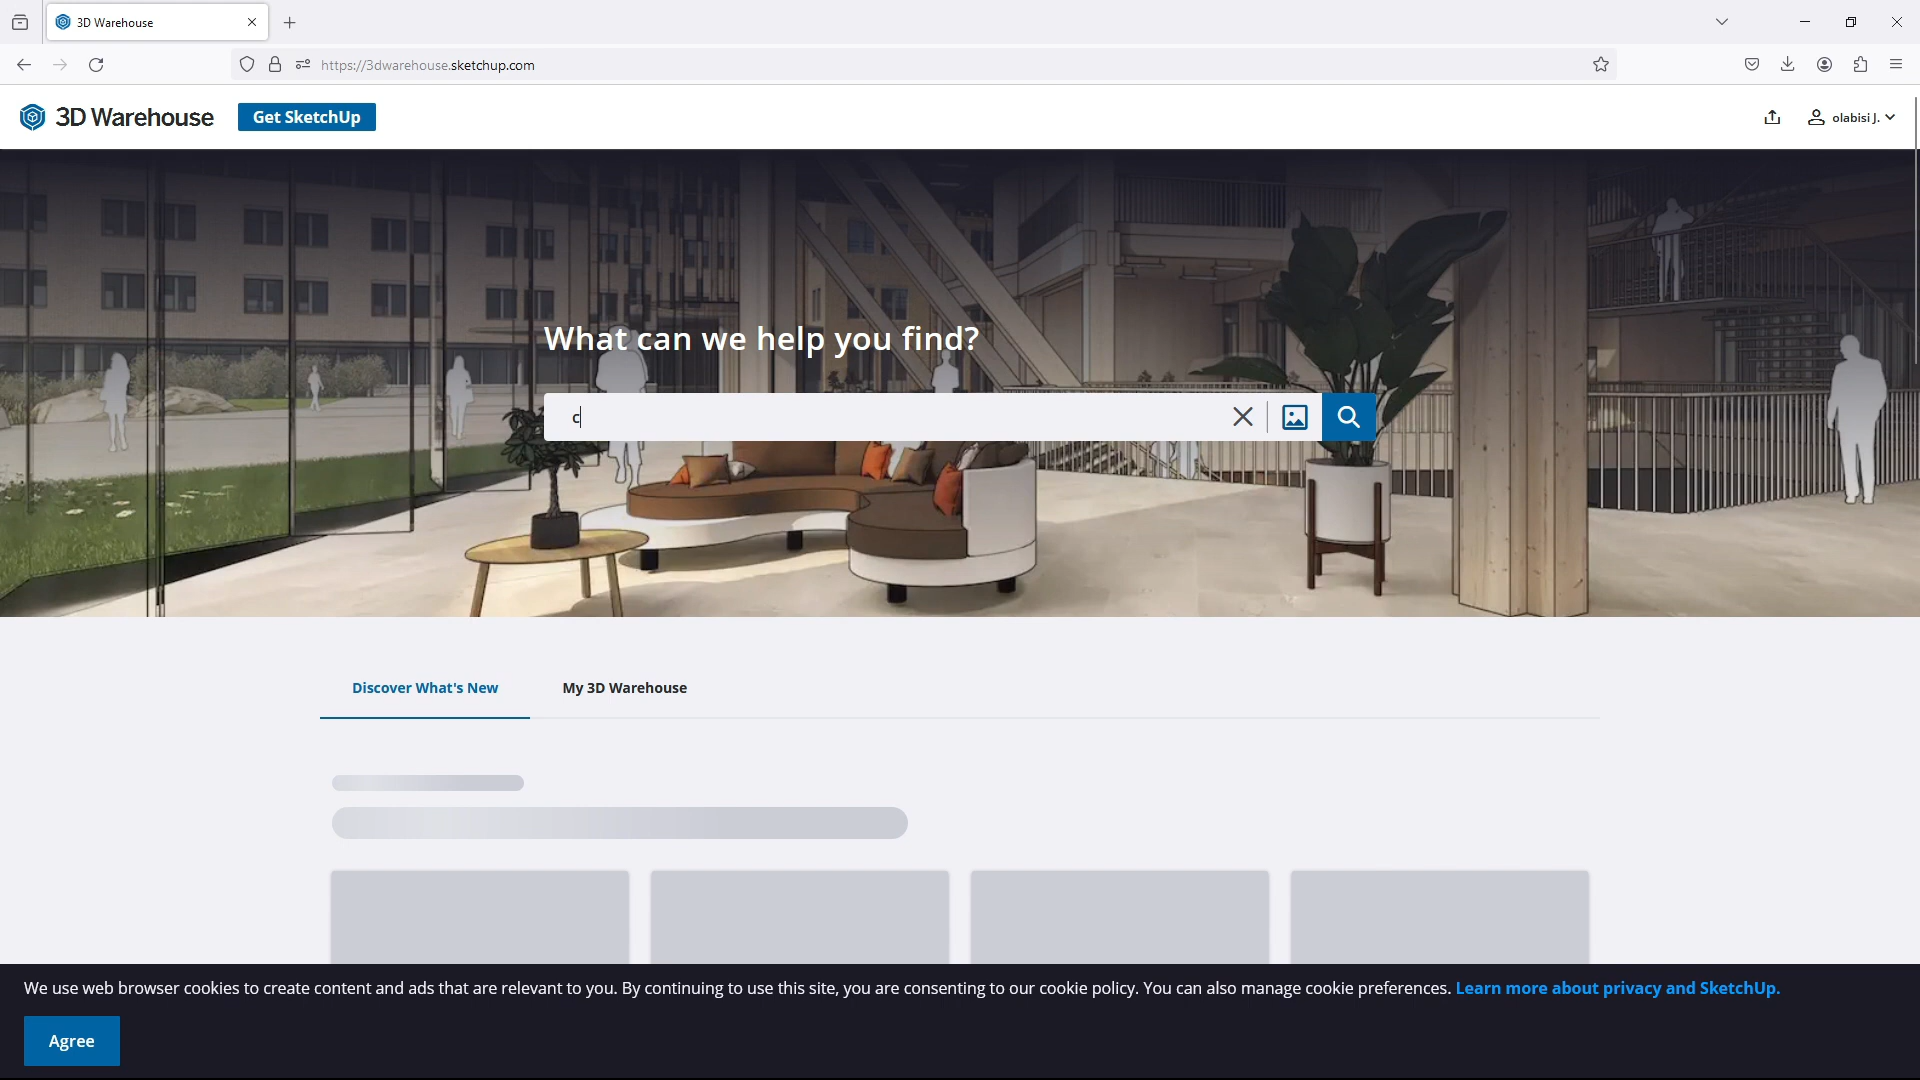 3D Warehouse
https://3dwarehouse.sketchup.com
3D Warehouse
Get SketchUp
olabisi J.
What can we help you find?
c
Discover What's New
My 3D Warehouse
We use web browser cookies to create content and ads that are relevant to you. By continuing to use this site, you are consenting to our cookie policy. You can also manage cookie preferences. Learn more about privacy and SketchUp.
Agree